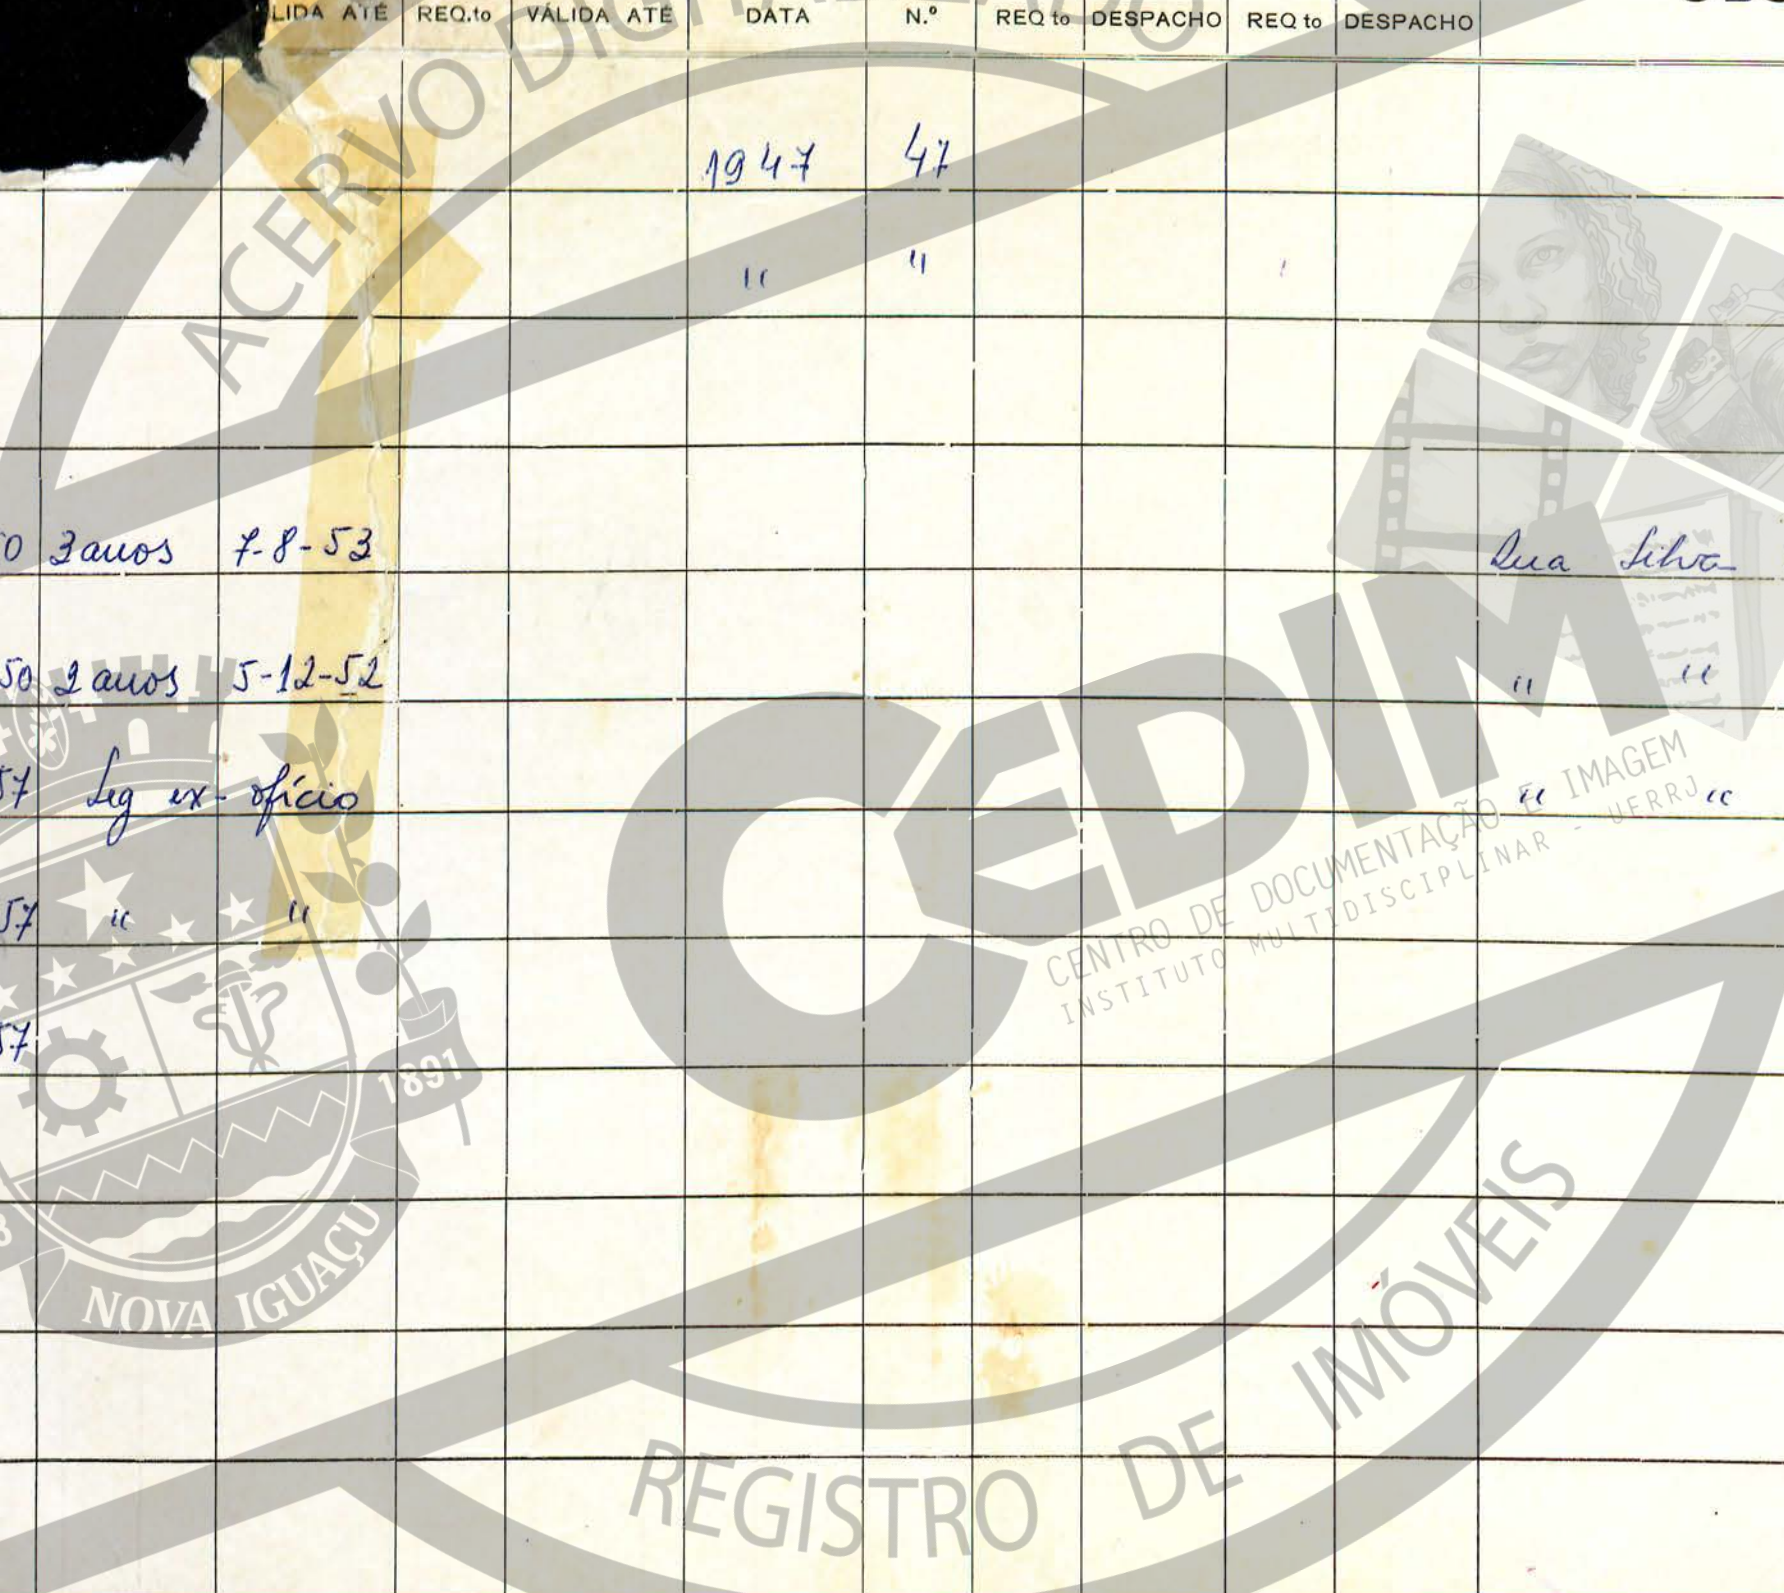 LIDA ATÉ REQ.to VÁLIDA ATÉ DATA N.º REQ to DESPACHO REQ to DESPACHO
1947 47
" "
0 3 anos 7-8-53 Silva
50 2 anos 5-12-52 " "
57 Leg ex-ofício " "
57 " "
57
ACERVO DIGITALIZADO
CEDIM
CENTRO DE DOCUMENTAÇÃO E IMAGEM
INSTITUTO MULTIDISCIPLINAR - UFRRJ
1891
NOVA IGUAÇU
REGISTRO DE IMÓVEIS